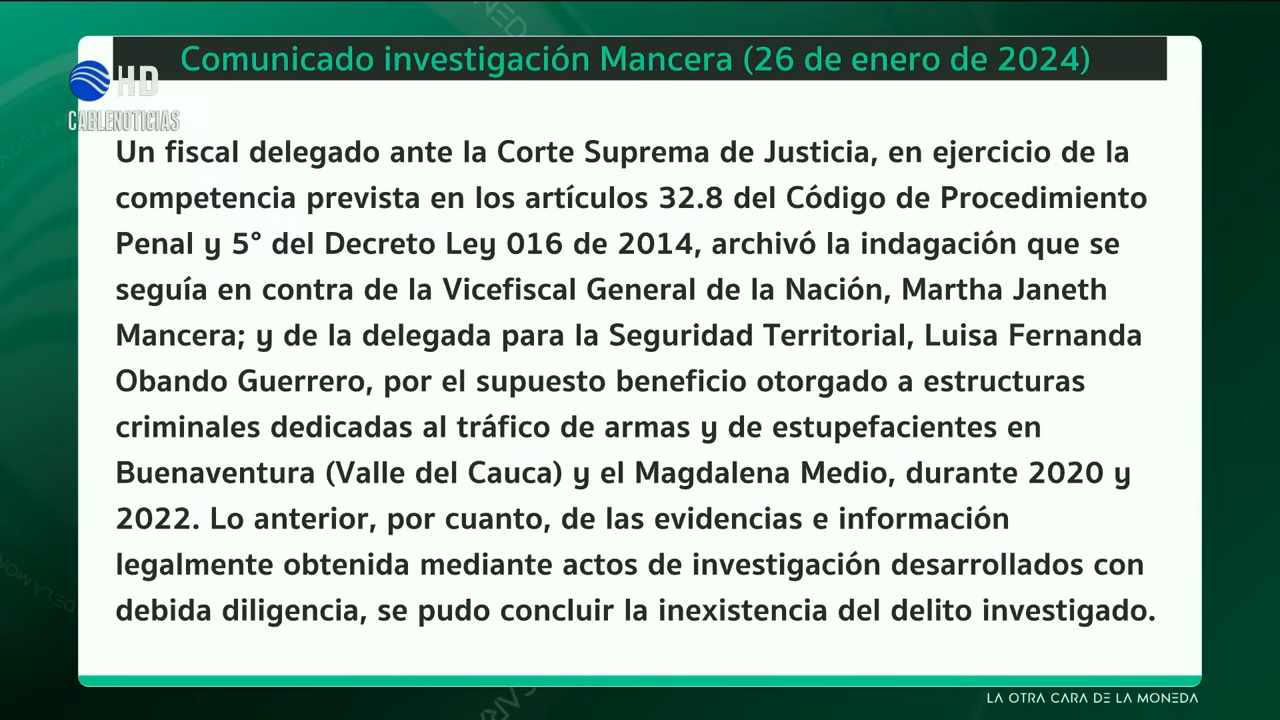 Comunicado investigación Mancera (26 de enero de 2024)
HD
CABLENOTICIAS
Un fiscal delegado ante la Corte Suprema de Justicia, en ejercicio de la
competencia prevista en los artículos 32.8 del Código de Procedimiento
Penal y 5° del Decreto Ley 016 de 2014, archivó la indagación que se
seguía en contra de la Vicefiscal General de la Nación, Martha Janeth
Mancera; y de la delegada para la Seguridad Territorial, Luisa Fernanda
Obando Guerrero, por el supuesto beneficio otorgado a estructuras
criminales dedicadas al tráfico de armas y de estupefacientes en
Buenaventura (Valle del Cauca) y el Magdalena Medio, durante 2020 y
2022. Lo anterior, por cuanto, de las evidencias e información
legalmente obtenida mediante actos de investigación desarrollados con
debida diligencia, se pudo concluir la inexistencia del delito investigado.
LA OTRA CARA DE LA MONEDA